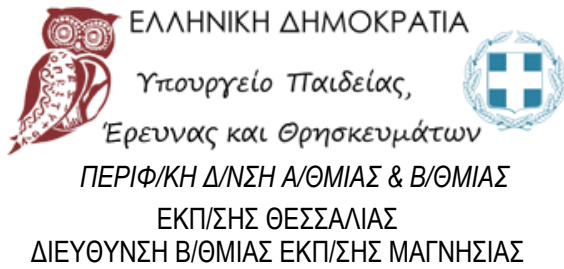 ΕΛΛΗΝΙΚΗ ΔΗΜΟΚΡΑΤΙΑ
Υπουργείο Παιδείας,
Έρευνας και Θρησκευμάτων
ΠΕΡΙΦ/ΚΗ Δ/ΝΣΗ Α/ΘΜΙΑΣ & Β/ΘΜΙΑΣ
ΕΚΠ/ΣΗΣ ΘΕΣΣΑΛΙΑΣ
ΔΙΕΥΘΥΝΣΗ Β/ΘΜΙΑΣ ΕΚΠ/ΣΗΣ ΜΑΓΝΗΣΙΑΣ